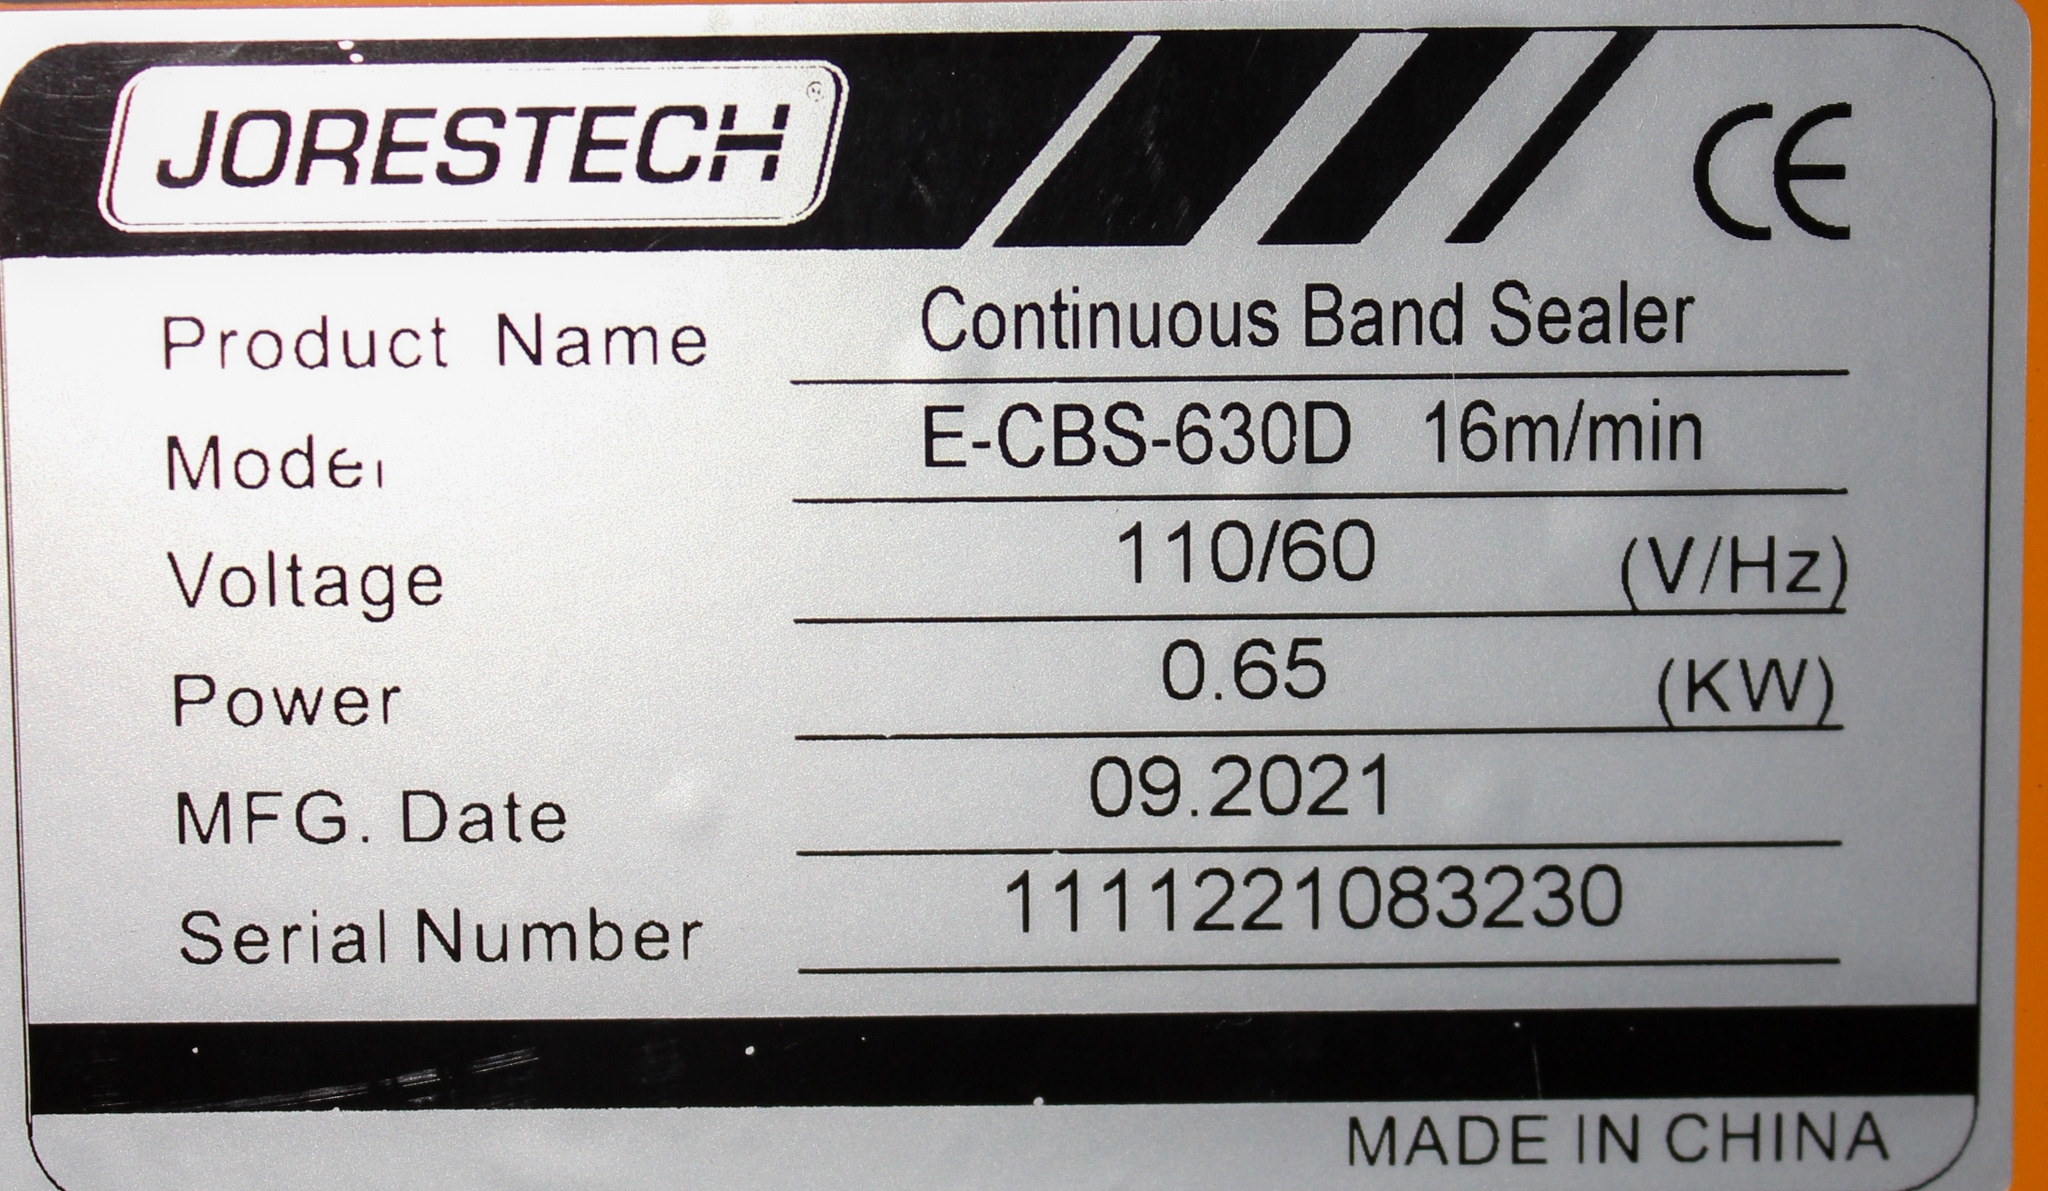 JORESTECH®
CE
Product Name Continuous Band Sealer
Model E-CBS-630D 16m/min
Voltage 110/60 (V/Hz)
Power 0.65 (KW)
MFG. Date 09.2021
Serial Number 1111221083230
MADE IN CHINA